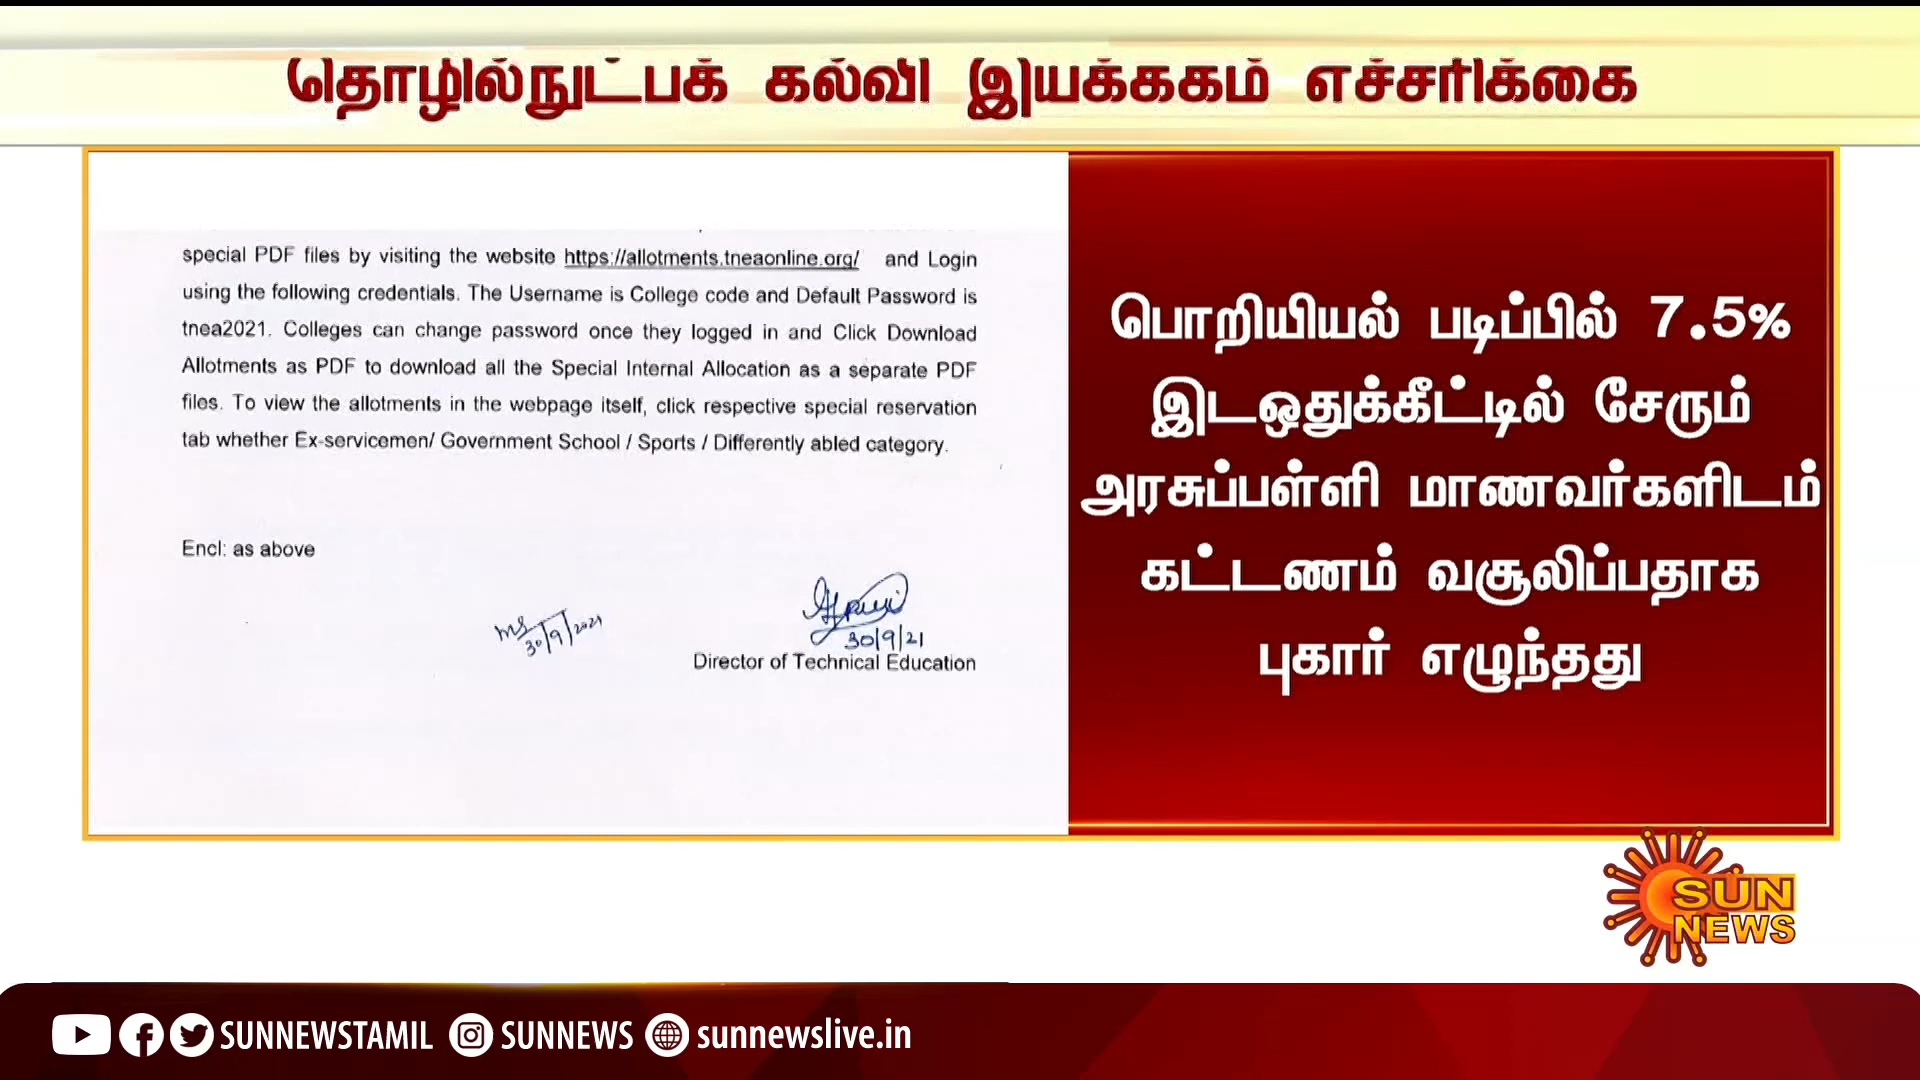 தொழில்நுட்பக் கல்வி இயக்ககம் எச்சரிக்கை
special PDF files by visiting the website https://allotments.tneaonline.org/ and Login
using the following credentials. The Username is College code and Default Password is
tnea2021. Colleges can change password once they logged in and Click Download
Allotments as PDF to download all the Special Internal Allocation as a separate PDF
files. To view the allotments in the webpage itself, click respective special reservation
tab whether Ex-servicemen/ Government School / Sports / Differently abled category.
Encl: as above
30/9/2021
30/9/21
Director of Technical Education
பொறியியல் படிப்பில் 7.5%
இடஒதுக்கீட்டில் சேரும்
அரசுப்பள்ளி மாணவர்களிடம்
கட்டணம் வசூலிப்பதாக
புகார் எழுந்தது
SUN
NEWS
SUNNEWSTAMIL SUNNEWS sunnewslive.in